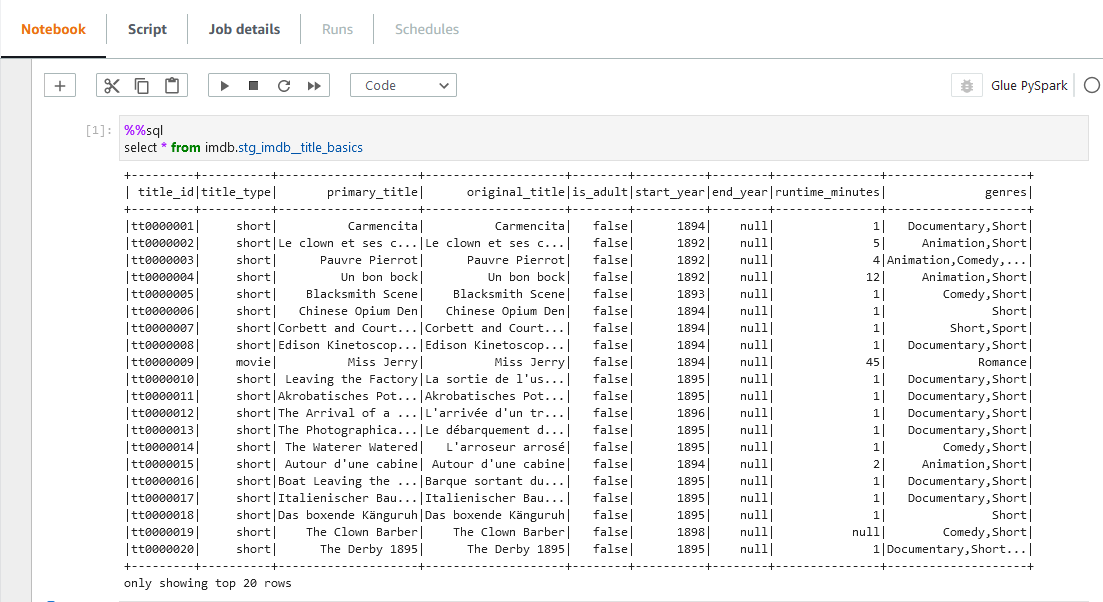 Notebook Script Job details Runs Schedules
Code Glue PySpark
[1]: %%sql
select * from imdb.stg_imdb__title_basics
+---------+----------+--------------------+--------------------+--------+----------+--------+---------------+--------------------+
| title_id|title_type|       primary_title|      original_title|is_adult|start_year|end_year|runtime_minutes|              genres|
+---------+----------+--------------------+--------------------+--------+----------+--------+---------------+--------------------+
|tt0000001|     short|          Carmencita|          Carmencita|   false|      1894|    null|              1|   Documentary,Short|
|tt0000002|     short|Le clown et ses c...|Le clown et ses c...|   false|      1892|    null|              5|     Animation,Short|
|tt0000003|     short|      Pauvre Pierrot|      Pauvre Pierrot|   false|      1892|    null|              4|Animation,Comedy,...|
|tt0000004|     short|         Un bon bock|         Un bon bock|   false|      1892|    null|             12|     Animation,Short|
|tt0000005|     short|    Blacksmith Scene|    Blacksmith Scene|   false|      1893|    null|              1|        Comedy,Short|
|tt0000006|     short|   Chinese Opium Den|   Chinese Opium Den|   false|      1894|    null|              1|               Short|
|tt0000007|     short|Corbett and Court...|Corbett and Court...|   false|      1894|    null|              1|         Short,Sport|
|tt0000008|     short|Edison Kinetoscop...|Edison Kinetoscop...|   false|      1894|    null|              1|   Documentary,Short|
|tt0000009|     movie|          Miss Jerry|          Miss Jerry|   false|      1894|    null|             45|             Romance|
|tt0000010|     short| Leaving the Factory|La sortie de l'us...|   false|      1895|    null|              1|   Documentary,Short|
|tt0000011|     short|Akrobatisches Pot...|Akrobatisches Pot...|   false|      1895|    null|              1|   Documentary,Short|
|tt0000012|     short|The Arrival of a ...|L'arrivée d'un tr...|   false|      1896|    null|              1|   Documentary,Short|
|tt0000013|     short|The Photographica...|Le débarquement d...|   false|      1895|    null|              1|   Documentary,Short|
|tt0000014|     short| The Waterer Watered|    L'arroseur arrosé|   false|      1895|    null|              1|        Comedy,Short|
|tt0000015|     short| Autour d'une cabine| Autour d'une cabine|   false|      1894|    null|              2|     Animation,Short|
|tt0000016|     short|Boat Leaving the ...|Barque sortant du...|   false|      1895|    null|              1|   Documentary,Short|
|tt0000017|     short|Italienischer Bau...|Italienischer Bau...|   false|      1895|    null|              1|   Documentary,Short|
|tt0000018|     short|Das boxende Känguruh|Das boxende Känguruh|   false|      1895|    null|              1|               Short|
|tt0000019|     short|    The Clown Barber|    The Clown Barber|   false|      1898|    null|           null|        Comedy,Short|
|tt0000020|     short|      The Derby 1895|      The Derby 1895|   false|      1895|    null|              1|Documentary,Short...|
+---------+----------+--------------------+--------------------+--------+----------+--------+---------------+--------------------+
only showing top 20 rows